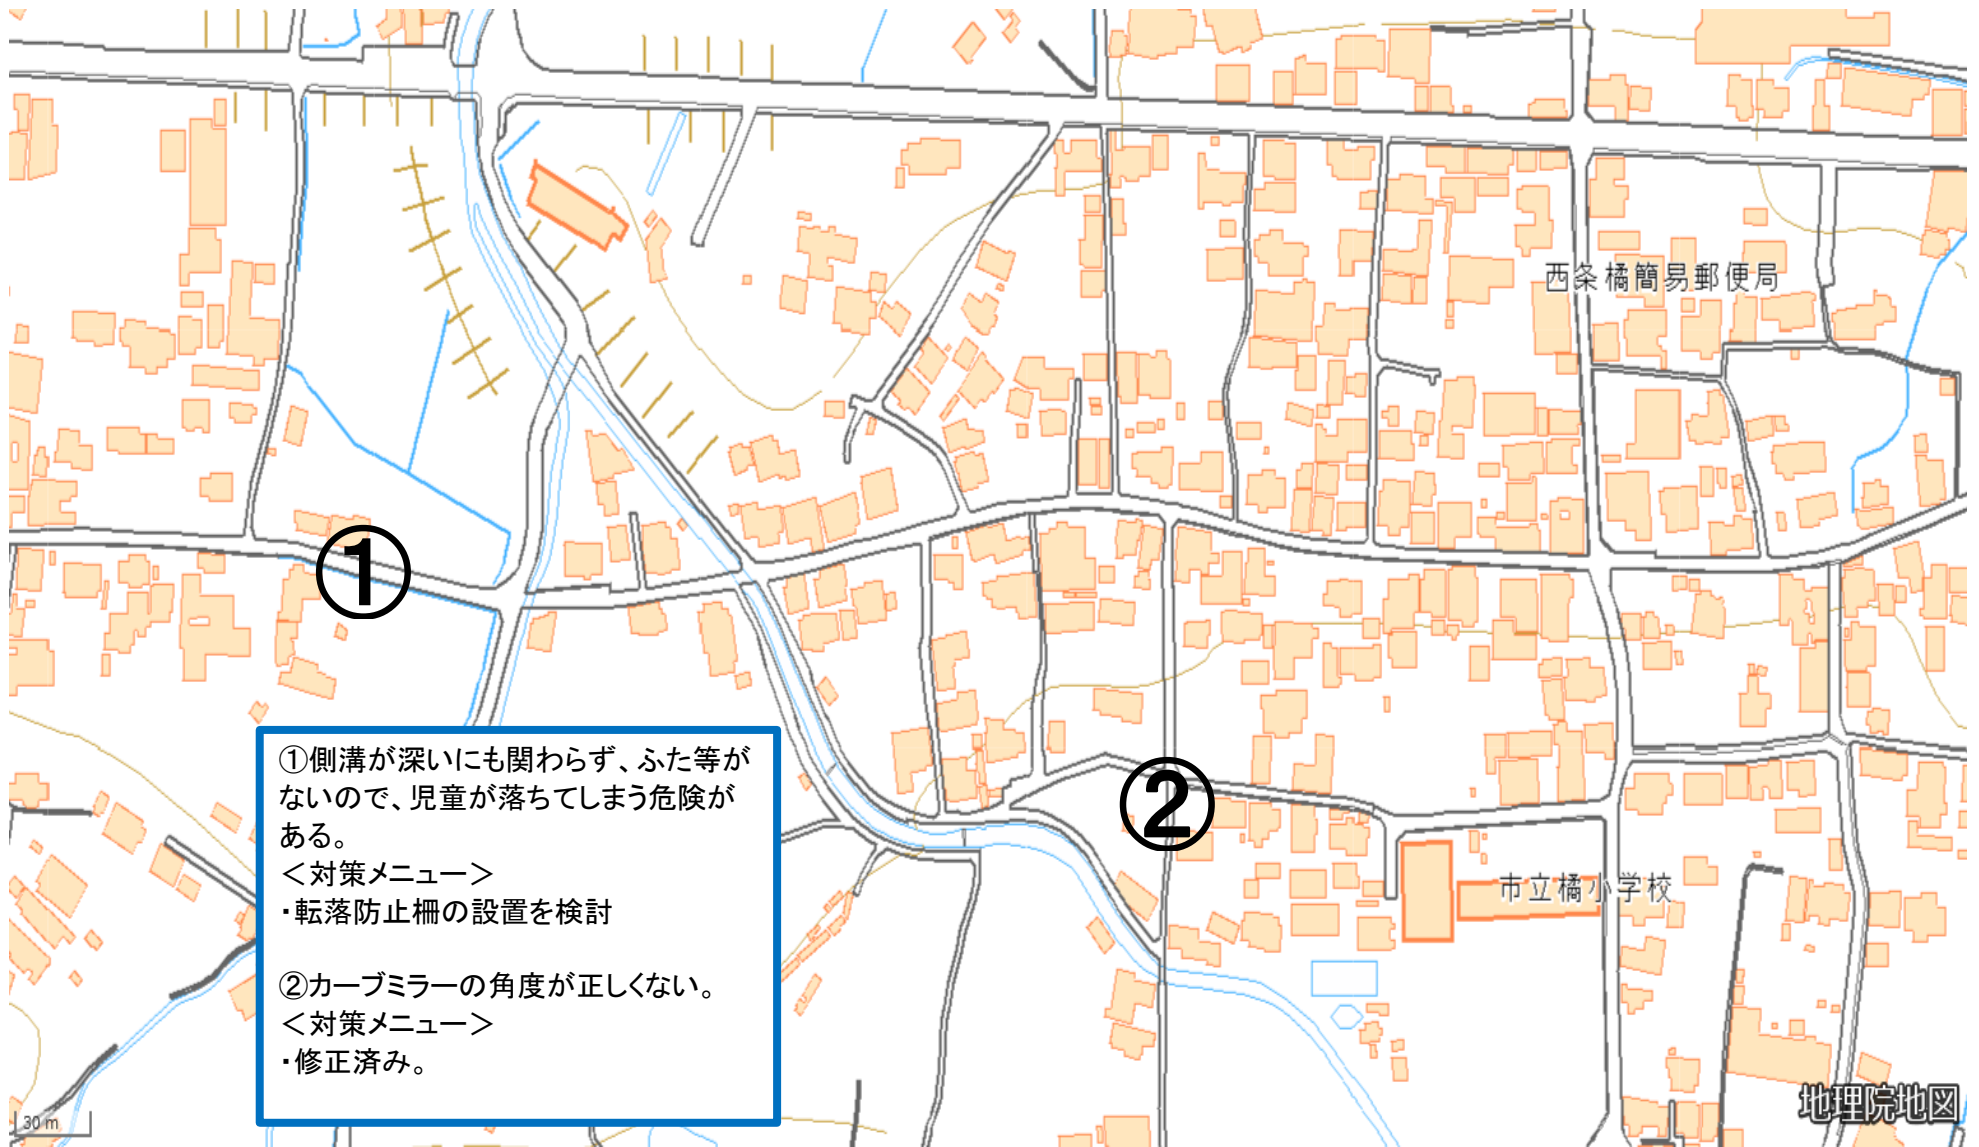 西条橘簡易郵便局
①
②
①側溝が深いにも関わらず、ふた等が
ないので、児童が落ちてしまう危険が
ある。
＜対策メニュー＞
・転落防止柵の設置を検討
②カーブミラーの角度が正しくない。
＜対策メニュー＞
・修正済み。
市立橘小学校
30 m
地理院地図